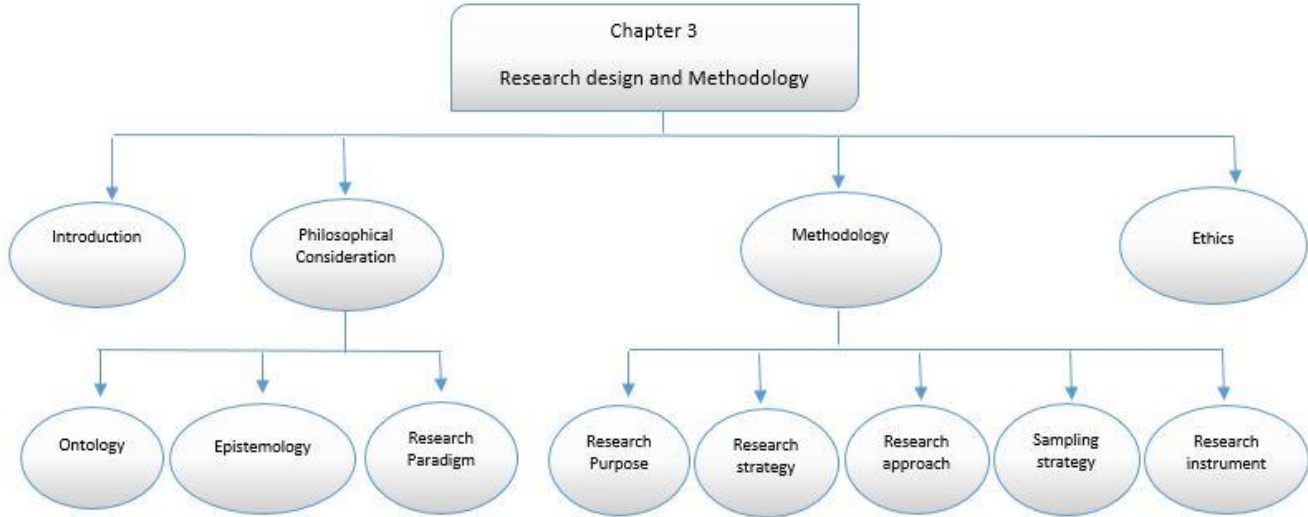 Chapter 3
Research design and Methodology
Introduction
Philosophical
Consideration
Methodology
Ethics
Ontology
Epistemology
Research
Paradigm
Research
Purpose
Research
strategy
Research
approach
Sampling
strategy
Research
instrument